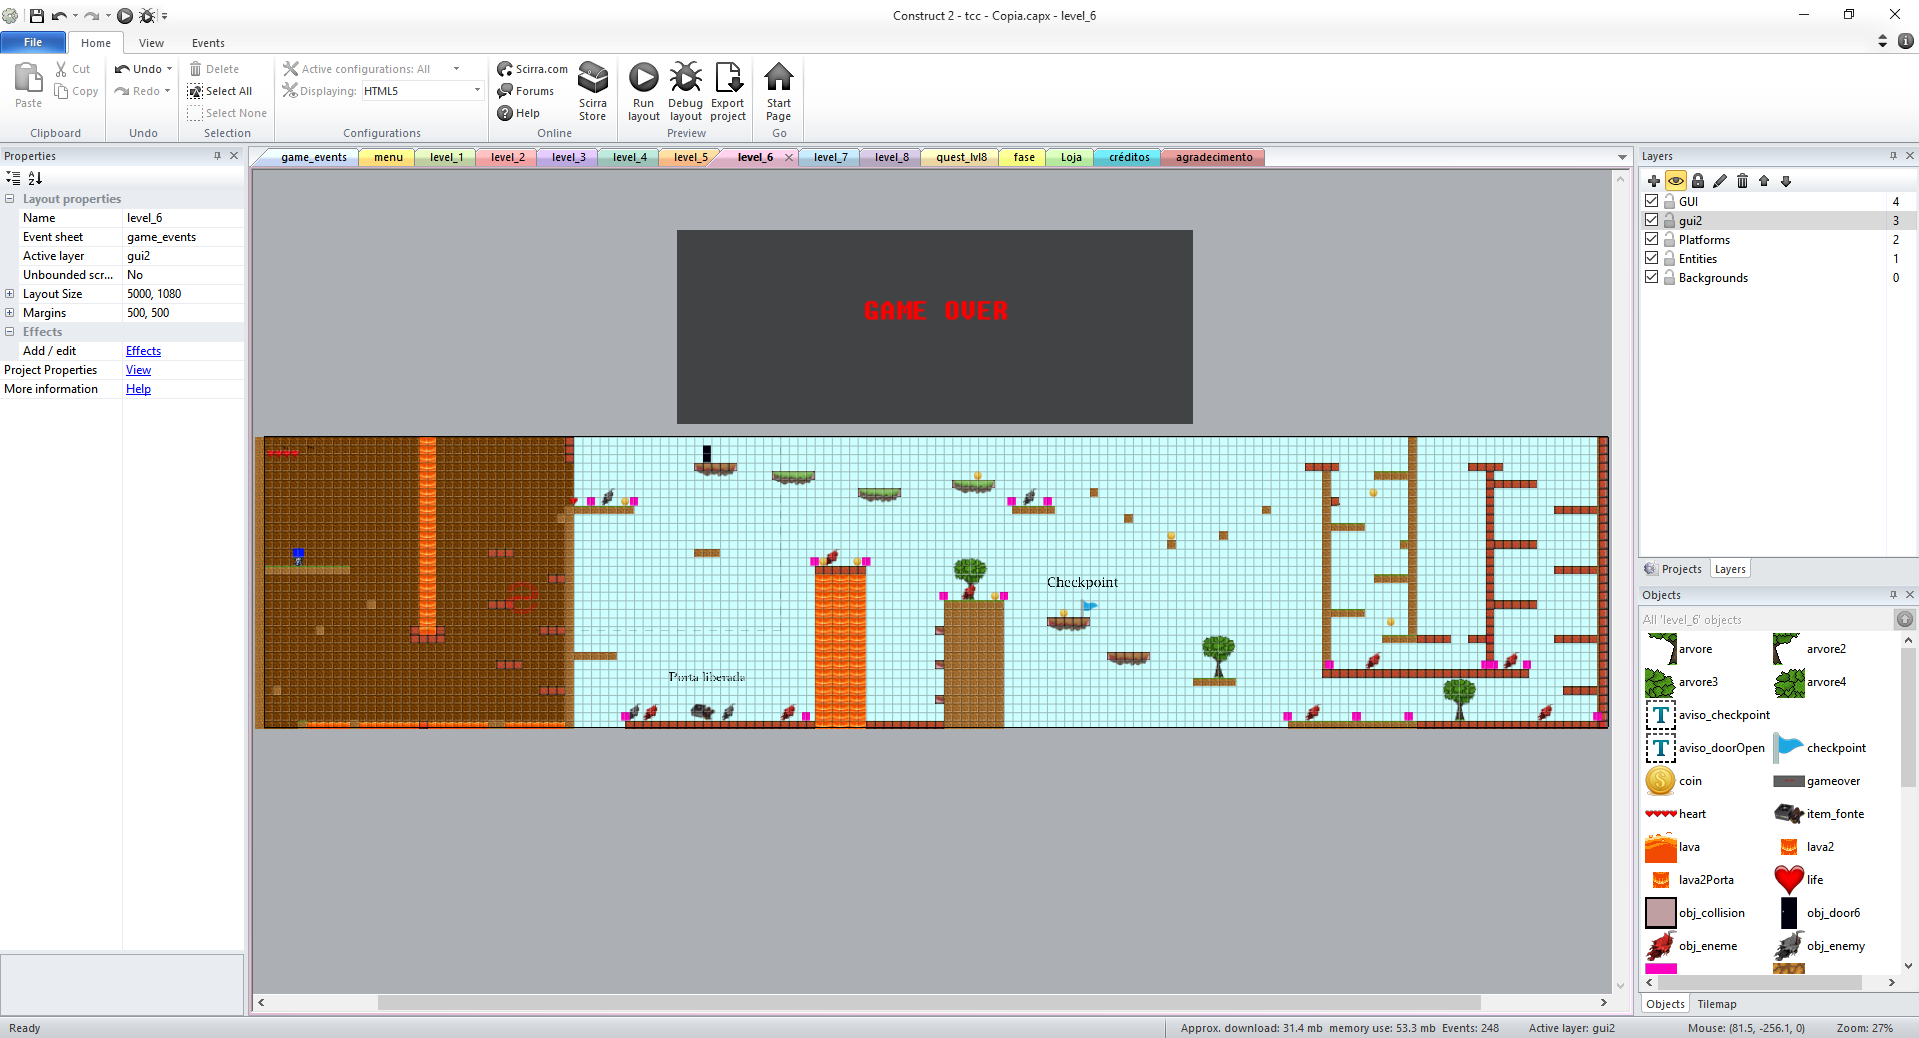 Construct 2 - tcc - Copia.capx - level_6
File
Home
View
Events
Paste
Cut
Copy
Clipboard
Undo
Redo
Undo
Delete
Select All
Select None
Selection
Active configurations: All
Displaying: HTML5
Configurations
Scirra.com
Forums
Help
Scirra
Store
Online
Run
layout
Debug
layout
Export
project
Preview
Start
Page
Go
Properties
Layout properties
Name level_6
Event sheet game_events
Active layer gui2
Unbounded scr... No
Layout Size 5000, 1080
Margins 500, 500
Effects
Add / edit Effects
Project Properties View
More information Help
game_events menu level_1 level_2 level_3 level_4 level_5 level_6 level_7 level_8 quest_lvl8 fase Loja créditos agradecimento
GAME OVER
Checkpoint
Porta liberada
Layers
GUI 4
gui2 3
Platforms 2
Entities 1
Backgrounds 0
Projects Layers
Objects
All 'level_6' objects
arvore arvore2
arvore3 arvore4
T aviso_checkpoint
T aviso_doorOpen checkpoint
coin gameover
heart item_fonte
lava lava2
lava2Porta life
obj_collision obj_door6
obj_eneme obj_enemy
Objects Tilemap
Ready
Approx. download: 31.4 mb memory use: 53.3 mb Events: 248 Active layer: gui2 Mouse: (81.5, -256.1, 0) Zoom: 27%